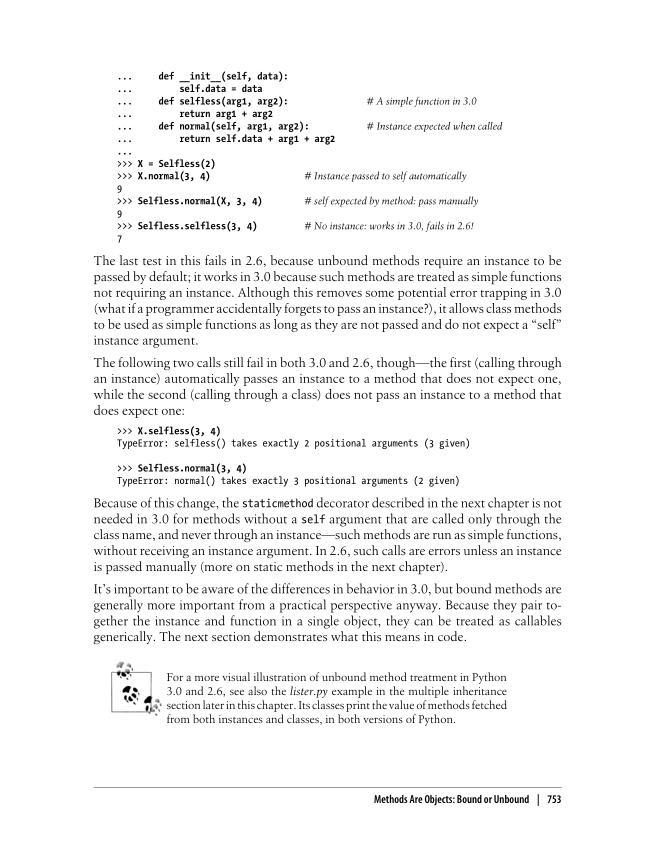 ...     def __init__(self, data):
...         self.data = data
...     def selfless(arg1, arg2):               # A simple function in 3.0
...         return arg1 + arg2
...     def normal(self, arg1, arg2):           # Instance expected when called
...         return self.data + arg1 + arg2
...
>>> X = Selfless(2)
>>> X.normal(3, 4)                  # Instance passed to self automatically
9
>>> Selfless.normal(X, 3, 4)        # self expected by method: pass manually
9
>>> Selfless.selfless(3, 4)         # No instance: works in 3.0, fails in 2.6!
7
The last test in this fails in 2.6, because unbound methods require an instance to be
passed by default; it works in 3.0 because such methods are treated as simple functions
not requiring an instance. Although this removes some potential error trapping in 3.0
(what if a programmer accidentally forgets to pass an instance?), it allows class methods
to be used as simple functions as long as they are not passed and do not expect a “self”
instance argument.
The following two calls still fail in both 3.0 and 2.6, though—the first (calling through
an instance) automatically passes an instance to a method that does not expect one,
while the second (calling through a class) does not pass an instance to a method that
does expect one:
>>> X.selfless(3, 4)
TypeError: selfless() takes exactly 2 positional arguments (3 given)
>>> Selfless.normal(3, 4)
TypeError: normal() takes exactly 3 positional arguments (2 given)
Because of this change, the staticmethod decorator described in the next chapter is not
needed in 3.0 for methods without a self argument that are called only through the
class name, and never through an instance—such methods are run as simple functions,
without receiving an instance argument. In 2.6, such calls are errors unless an instance
is passed manually (more on static methods in the next chapter).
It’s important to be aware of the differences in behavior in 3.0, but bound methods are
generally more important from a practical perspective anyway. Because they pair to-
gether the instance and function in a single object, they can be treated as callables
generically. The next section demonstrates what this means in code.
For a more visual illustration of unbound method treatment in Python
3.0 and 2.6, see also the lister.py example in the multiple inheritance
section later in this chapter. Its classes print the value of methods fetched
from both instances and classes, in both versions of Python.
Methods Are Objects: Bound or Unbound | 753